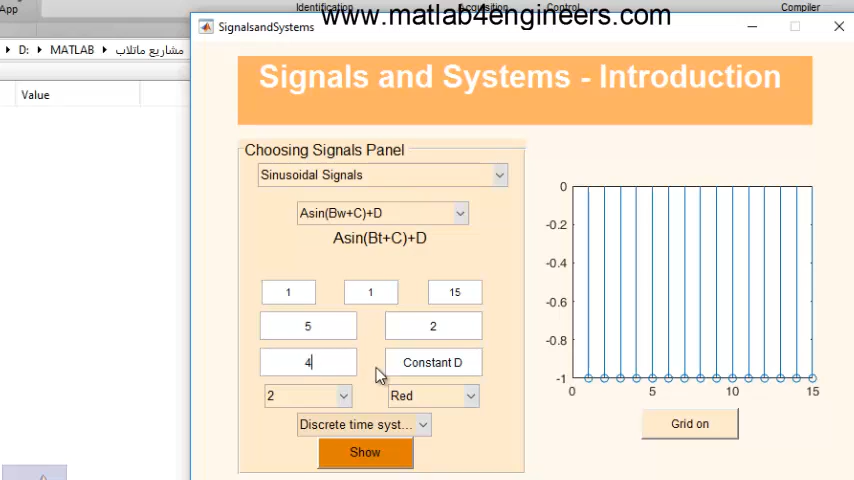 App
Identification
Acquisition
Control
Compiler
www.matlab4engineers.com
SignalsandSystems
D:
MATLAB
مشاريع ماتلاب
Value
Signals and Systems - Introduction
Choosing Signals Panel
Sinusoidal Signals
Asin(Bw+C)+D
Asin(Bt+C)+D
1 1 15
5 2
4 Constant D
2 Red
Discrete time syst...
Show
0
-0.2
-0.4
-0.6
-0.8
-1
0 5 10 15
Grid on